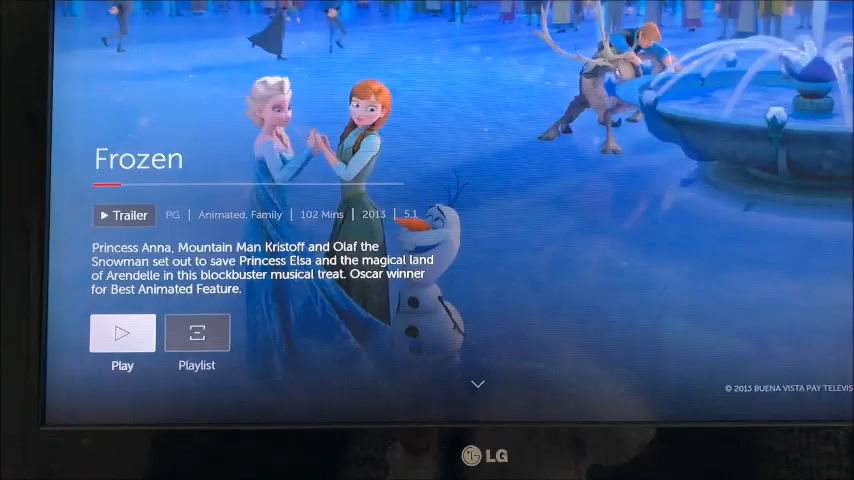 Frozen
Trailer PG Animated, Family 102 Mins 2013 5.1
Princess Anna, Mountain Man Kristoff and Olaf the
Snowman set out to save Princess Elsa and the magical land
of Arendelle in this blockbuster musical treat. Oscar winner
for Best Animated Feature.
Play Playlist
© 2013 BUENA VISTA PAY TELEVIS
LG